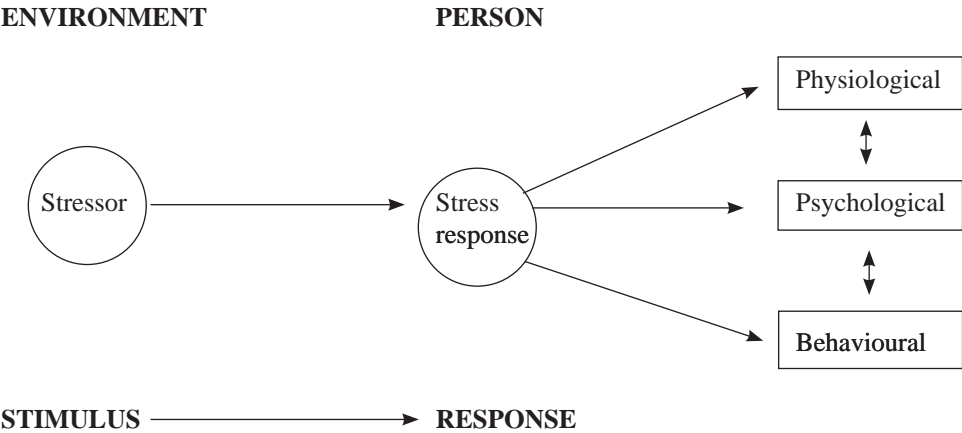 ENVIRONMENT
PERSON
Physiological
Stressor
Stress
response
Psychological
Behavioural
STIMULUS
RESPONSE